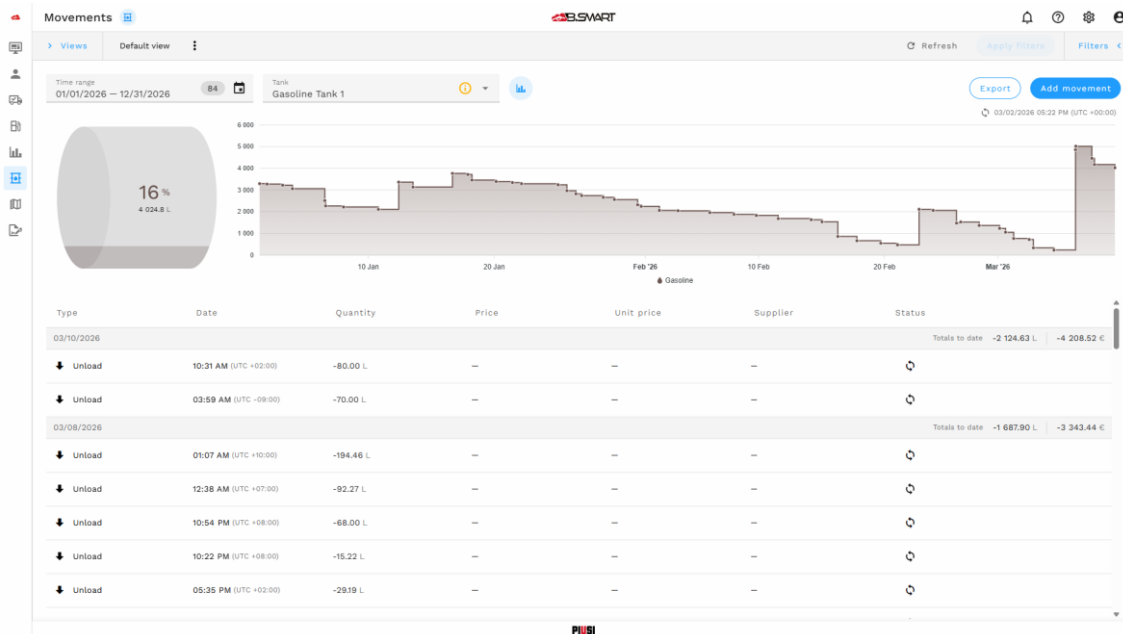 Movements
B.SMART
Views
Default view
Refresh
Apply filters
Filters
Time range
01/01/2026 — 12/31/2026
84
Tank
Gasoline Tank 1
Export
Add movement
03/02/2026 05:22 PM (UTC +00:00)
16 %
4 024.8 L
6 000
5 000
4 000
3 000
2 000
1 000
0
10 Jan
20 Jan
Feb '26
10 Feb
20 Feb
Mar '26
Gasoline
Type Date Quantity Price Unit price Supplier Status
03/10/2026 Totals to date -2 124.63 L -4 208.52 €
Unload 10:31 AM (UTC +02:00) -80.00 L — — —
Unload 03:59 AM (UTC -09:00) -70.00 L — — —
03/08/2026 Totals to date -1 687.90 L -3 343.44 €
Unload 01:07 AM (UTC +10:00) -194.46 L — — —
Unload 12:38 AM (UTC +07:00) -92.27 L — — —
Unload 10:54 PM (UTC +08:00) -68.00 L — — —
Unload 10:22 PM (UTC +08:00) -15.22 L — — —
Unload 05:35 PM (UTC +02:00) -29.19 L — — —
PIUSI